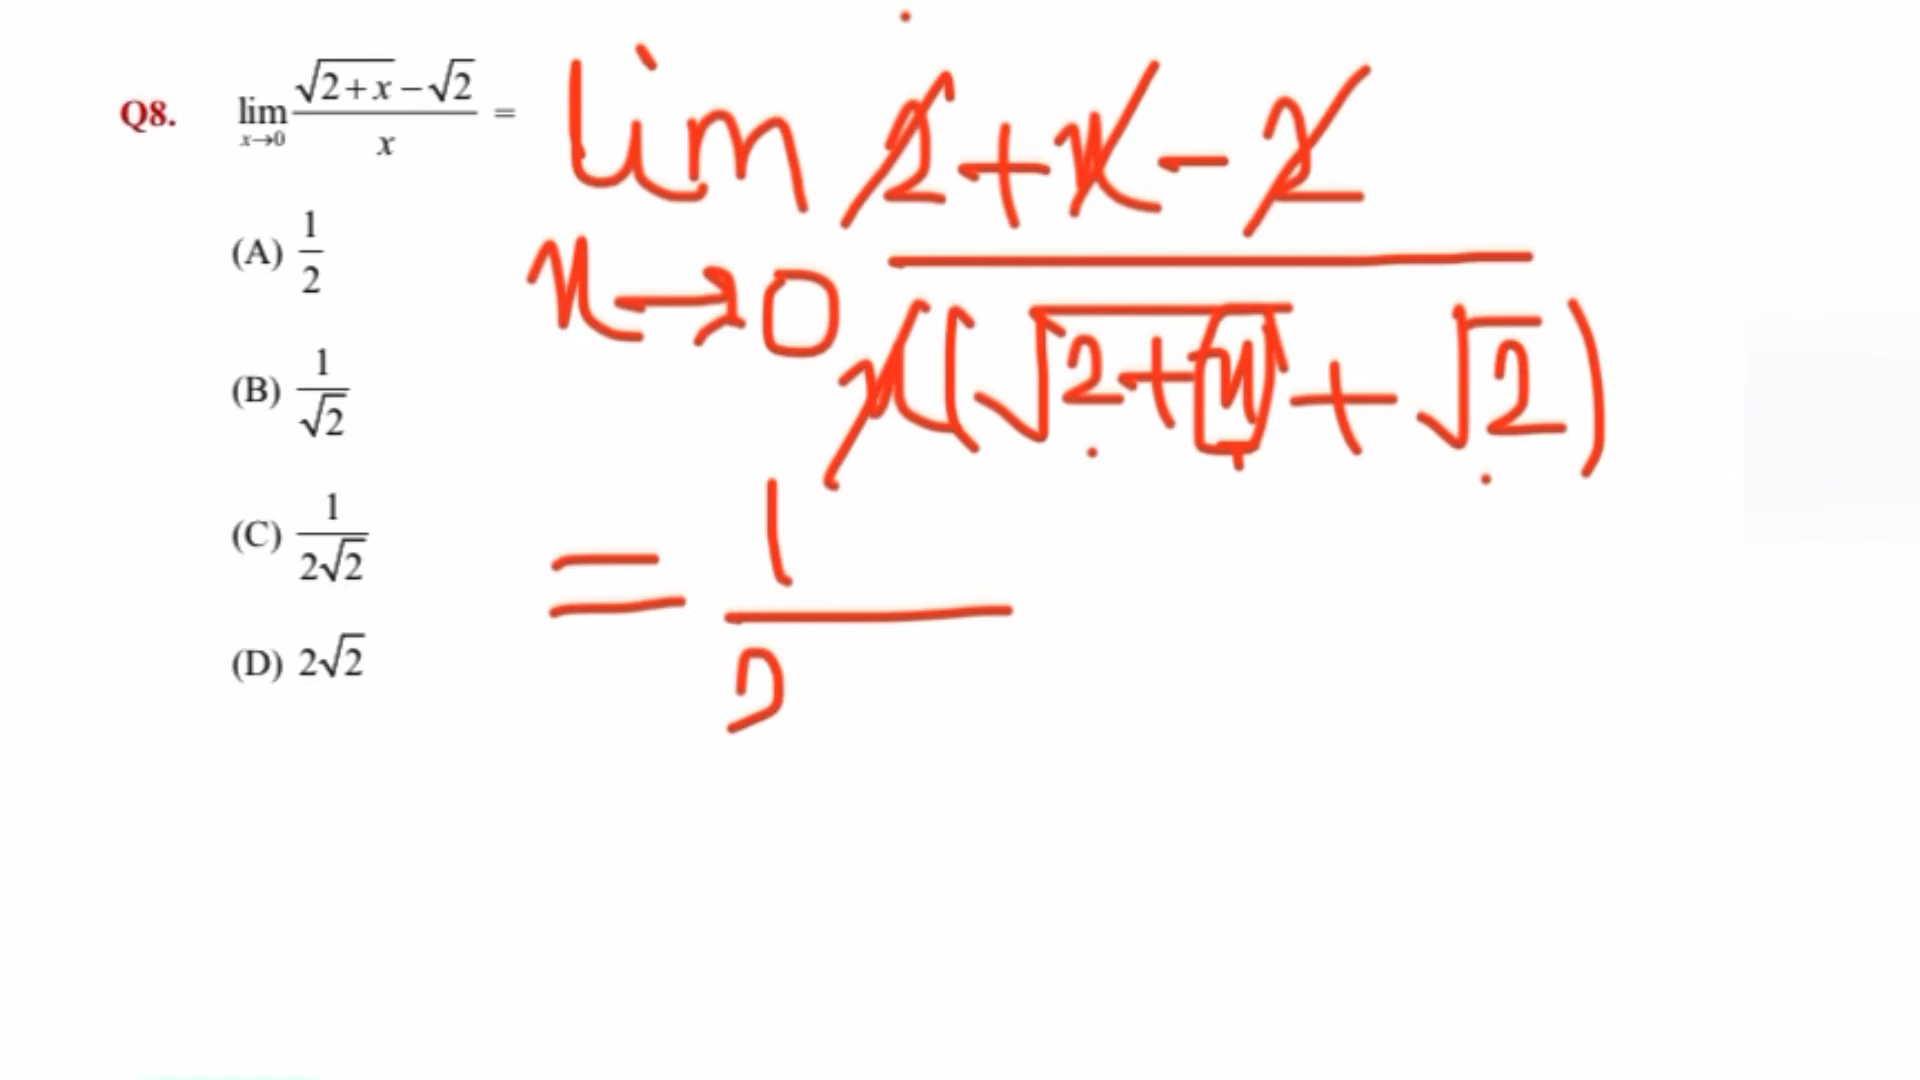 Q8. lim x→0 (√(2+x) − √2)/x =
lim x→0 (2+x−2)/(x(√(2+x) + √2))
= 1/2
(A) 1/2
(B) 1/√2
(C) 1/(2√2)
(D) 2√2